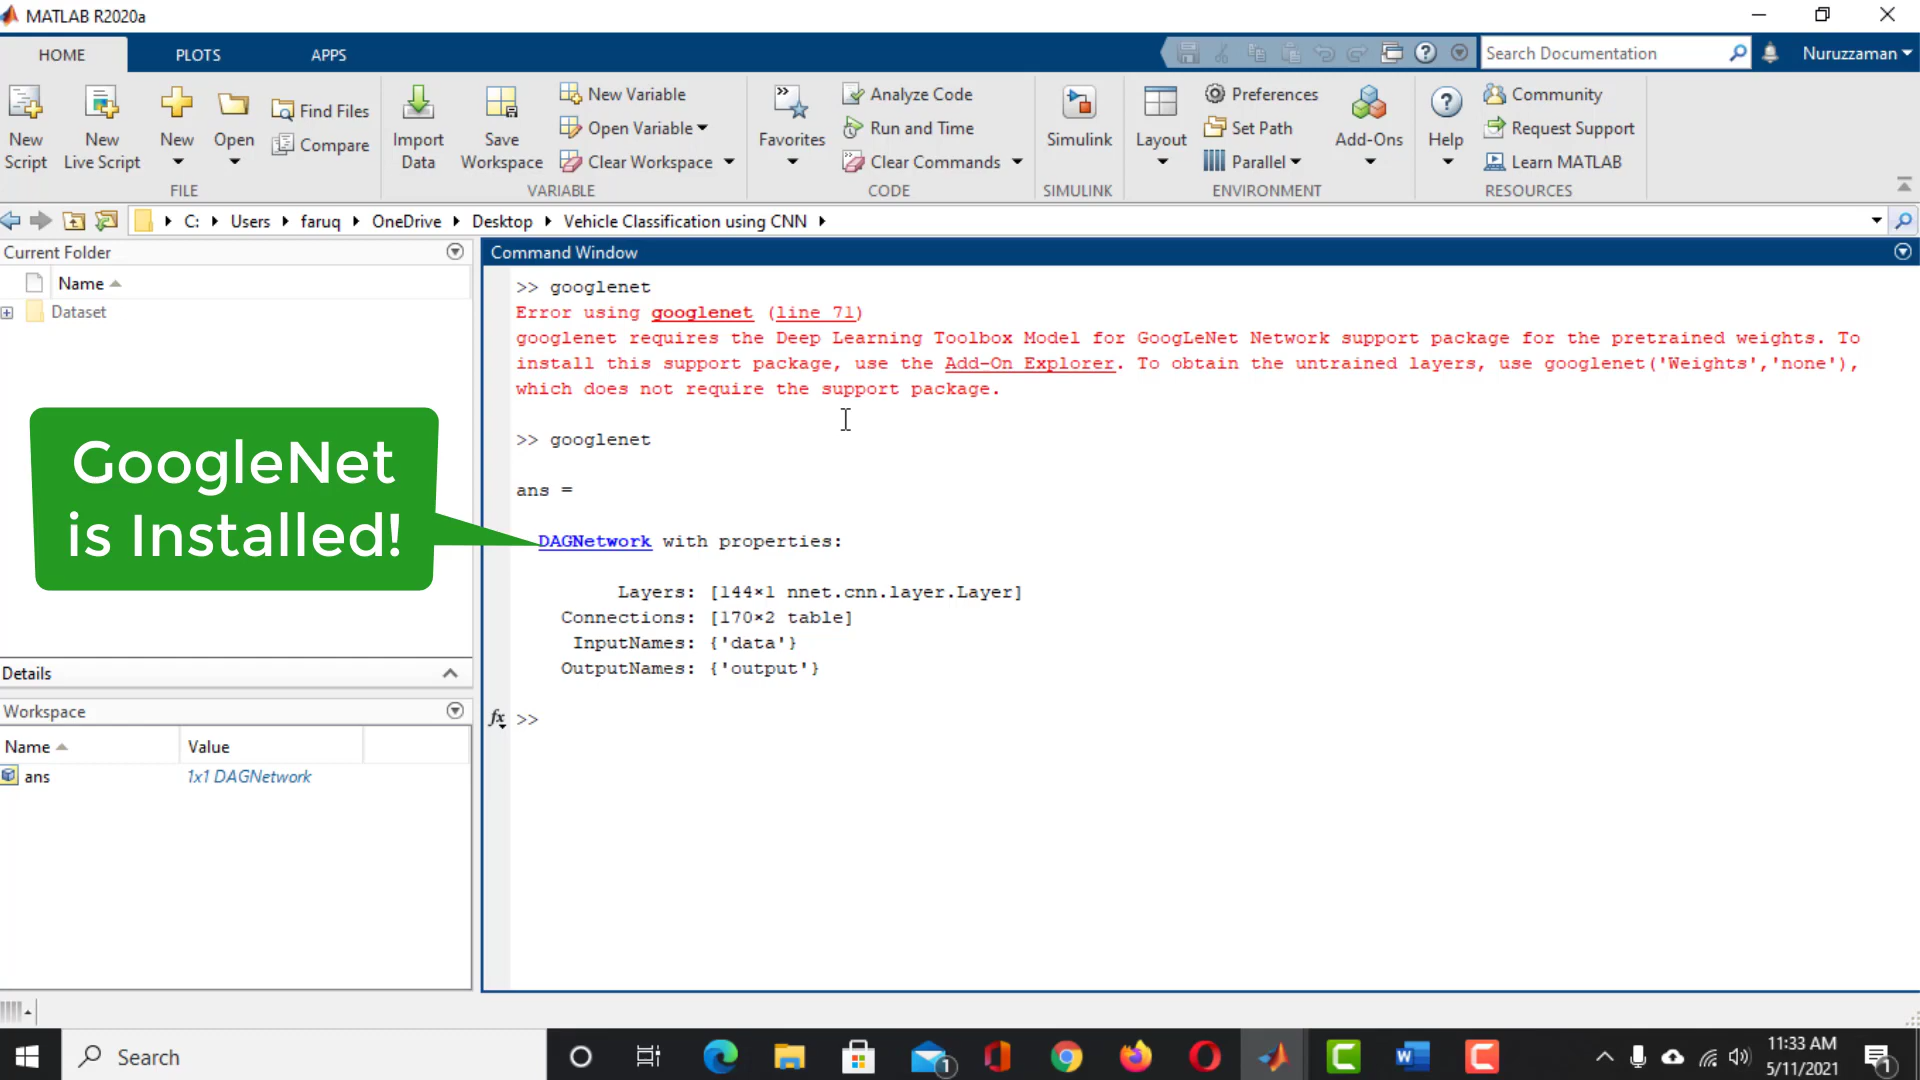 MATLAB R2020a
HOME
PLOTS
APPS
Search Documentation
Nuruzzaman
New Script
New Live Script
New
Open
Find Files
Compare
FILE
Import Data
Save Workspace
New Variable
Open Variable
Clear Workspace
VARIABLE
Favorites
Analyze Code
Run and Time
Clear Commands
CODE
Simulink
SIMULINK
Layout
Preferences
Set Path
Parallel
Add-Ons
ENVIRONMENT
Help
Community
Request Support
Learn MATLAB
RESOURCES
C: Users faruq OneDrive Desktop Vehicle Classification using CNN
Current Folder
Name
Dataset
Command Window
>> googlenet
Error using googlenet (line 71)
googlenet requires the Deep Learning Toolbox Model for GoogLeNet Network support package for the pretrained weights. To
install this support package, use the Add-On Explorer. To obtain the untrained layers, use googlenet('Weights','none'),
which does not require the support package.
>> googlenet
ans =
DAGNetwork with properties:
Layers: [144×1 nnet.cnn.layer.Layer]
Connections: [170×2 table]
InputNames: {'data'}
OutputNames: {'output'}
fx >>
GoogleNet
is Installed!
Details
Workspace
Name Value
ans 1x1 DAGNetwork
Search
1
11:33 AM
5/11/2021
1